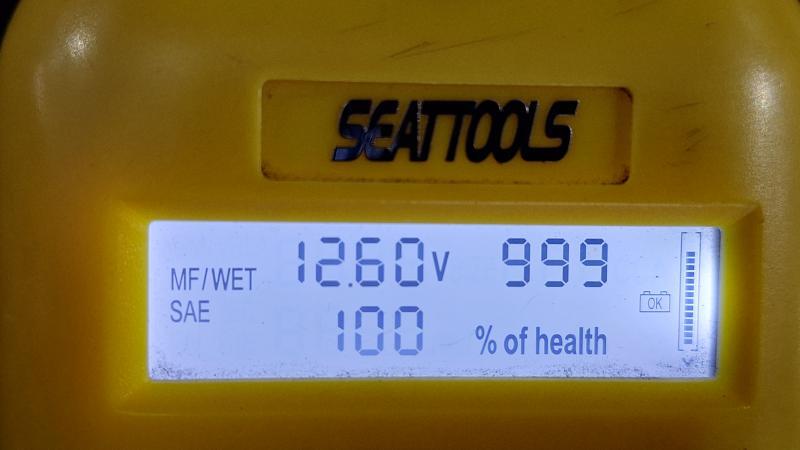 SEATTOOLS
MF/WET 12.60V 999
SAE 100 % of health
OK